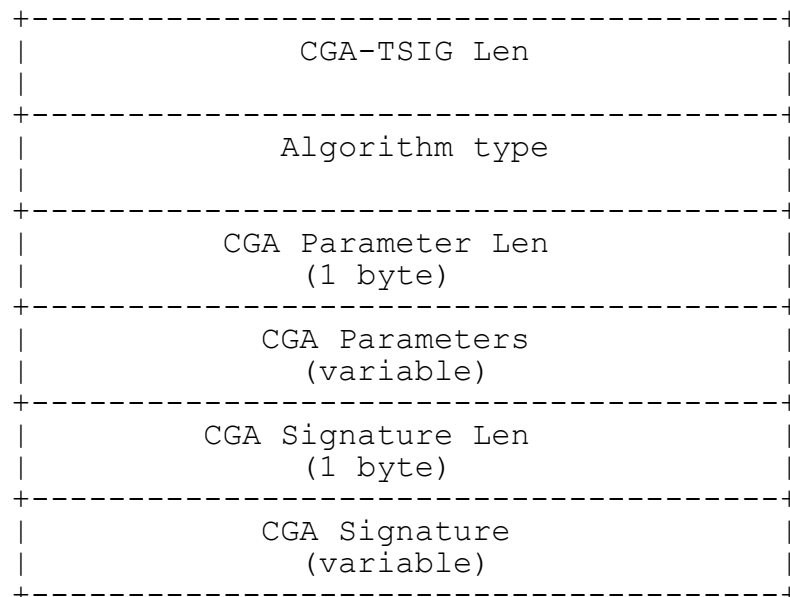 CGA-TSIG Len
Algorithm type
CGA Parameter Len
(1 byte)
CGA Parameters
(variable)
CGA Signature Len
(1 byte)
CGA Signature
(variable)